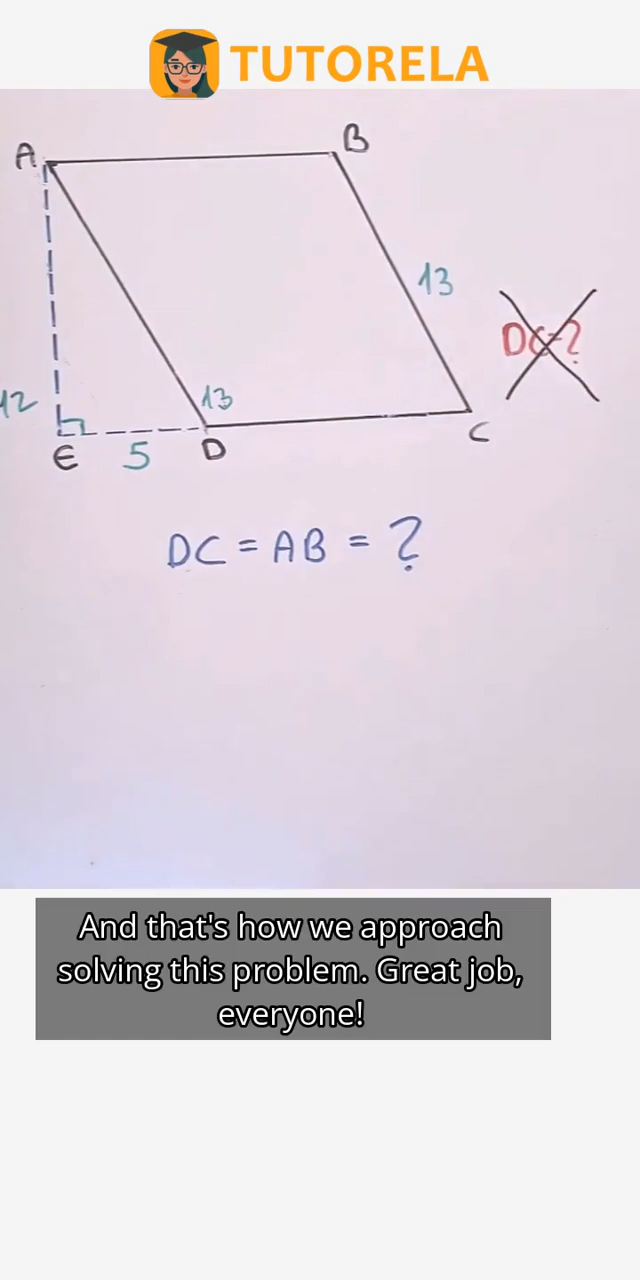 TUTORELA
A
B
13
DC=?
12
13
E
5
D
C
DC = AB = ?
And that's how we approach
solving this problem. Great job,
everyone!